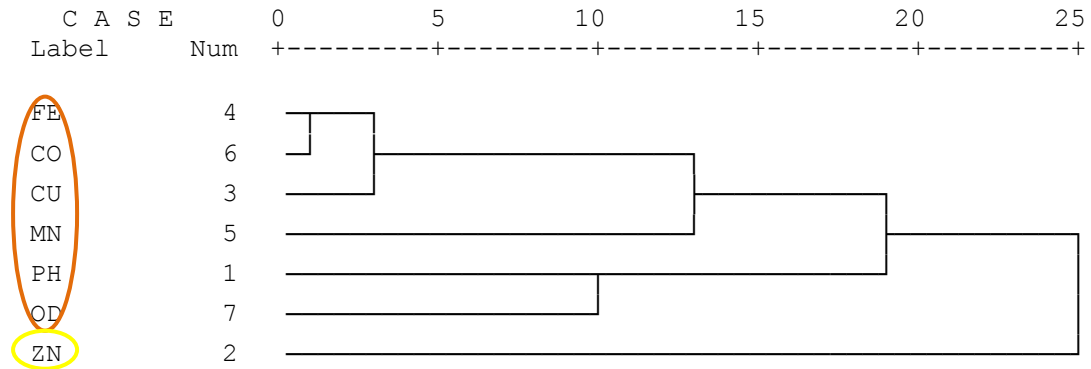 C A S E 0 5 10 15 20 25
Label Num +---------+---------+---------+---------+---------+
FE 4
CO 6
CU 3
MN 5
PH 1
OD 7
ZN 2